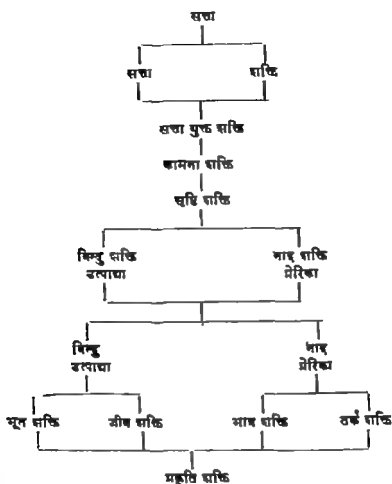 सत्ता
सत्ता शक्ति
सत्ता युक्त शक्ति
कामना शक्ति
सृष्टि शक्ति
बिन्दु शक्ति नाद शक्ति
उत्पाद्या प्रेरिका
बिन्दु नाद
उत्पाद्या प्रेरिका
भूत शक्ति जीव शक्ति भाव शक्ति तर्क शक्ति
प्रकृति शक्ति